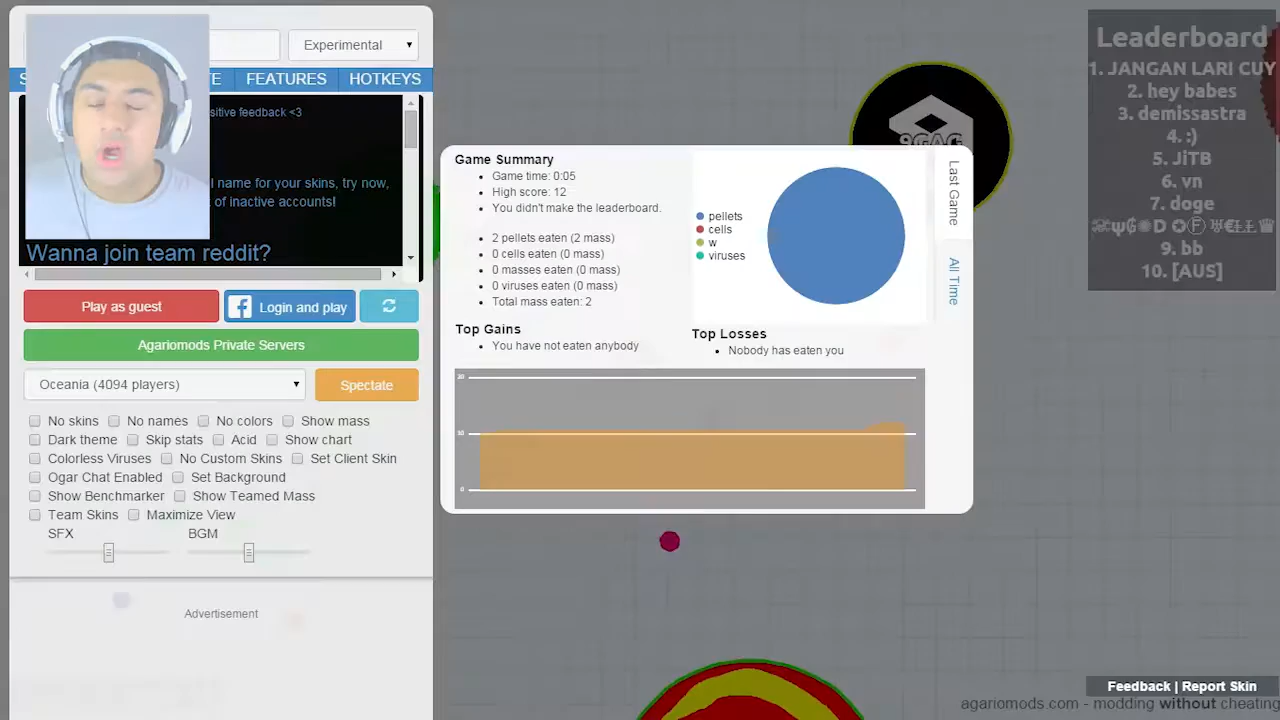 Experimental
FEATURES
HOTKEYS
sitive feedback <3
name for your skins, try now,
of inactive accounts!
Wanna join team reddit?
Play as guest
Login and play
Agariomods Private Servers
Oceania (4094 players)
Spectate
No skins No names No colors Show mass
Dark theme Skip stats Acid Show chart
Colorless Viruses No Custom Skins Set Client Skin
Ogar Chat Enabled Set Background
Show Benchmarker Show Teamed Mass
Team Skins Maximize View
SFX BGM
Advertisement
Game Summary
Game time: 0:05
High score: 12
You didn't make the leaderboard.
2 pellets eaten (2 mass)
0 cells eaten (0 mass)
0 masses eaten (0 mass)
0 viruses eaten (0 mass)
Total mass eaten: 2
pellets
cells
w
viruses
Last Game
All Time
Top Gains
You have not eaten anybody
Top Losses
Nobody has eaten you
20
10
0
9GAG
Leaderboard
1. JANGAN LARI CUY
2. hey babes
3. demissastra
4. :)
5. JiTB
6. vn
7. doge
9. bb
10. [AUS]
Feedback | Report Skin
agariomods.com - modding without cheating